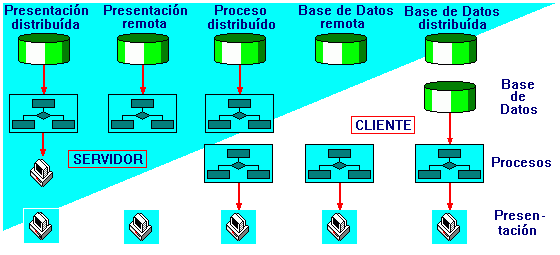 Presentación distribuída
Presentación remota
Proceso distribuído
Base de Datos remota
Base de Datos distribuída
Base de Datos
CLIENTE
SERVIDOR
Procesos
Presen-
tación